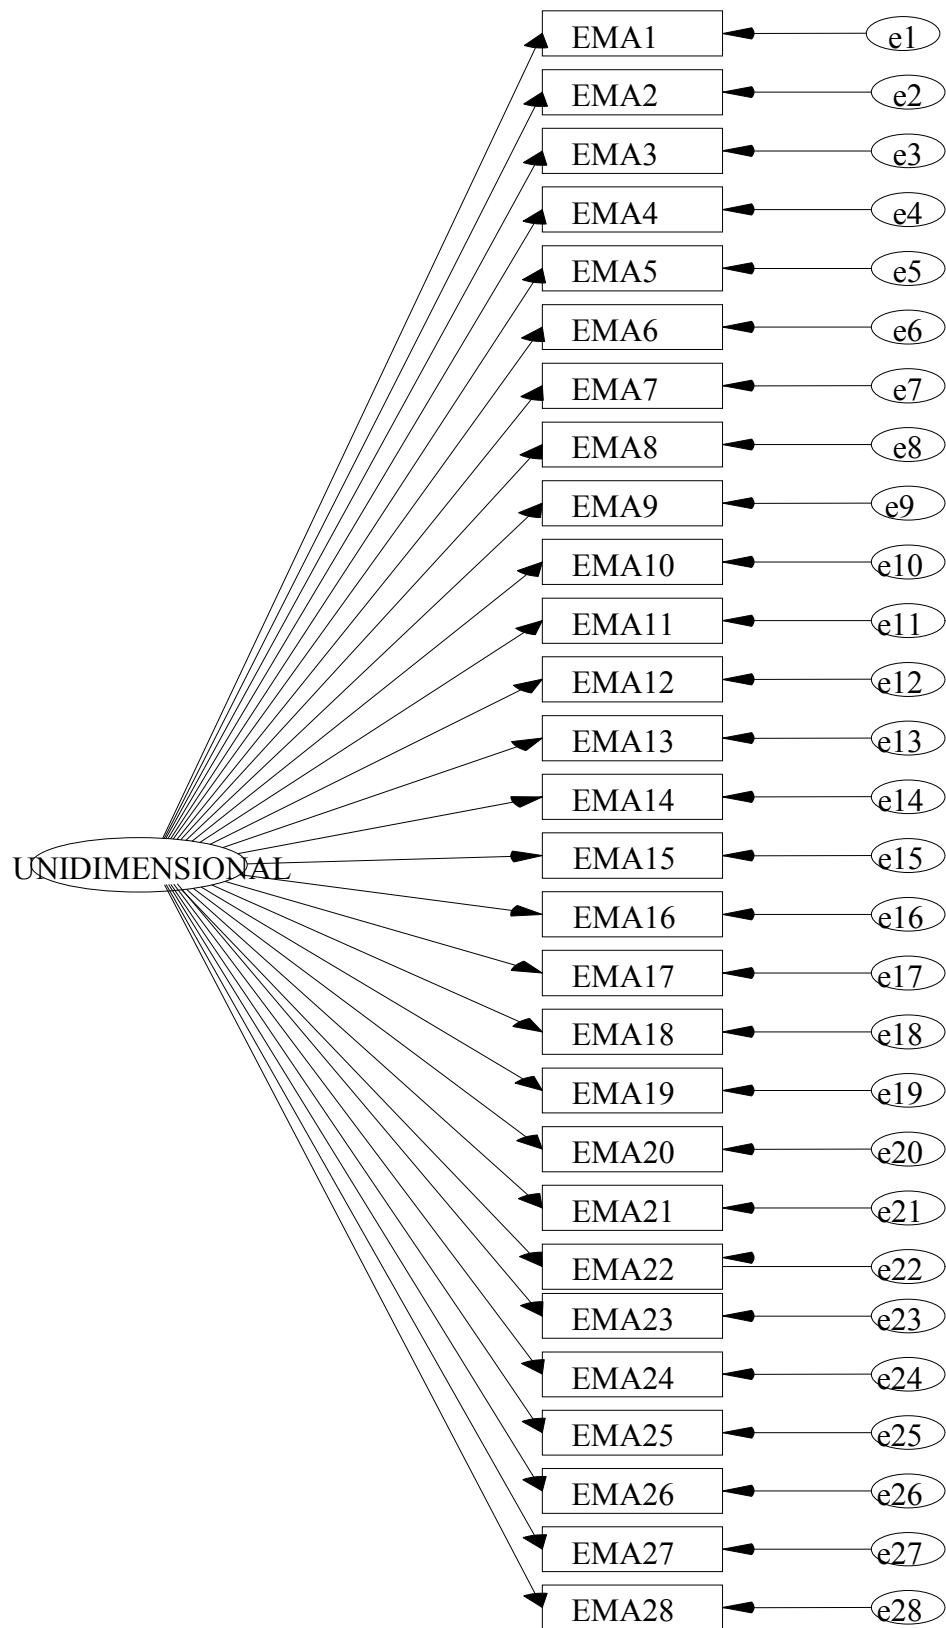 EMA1 e1
EMA2 e2
EMA3 e3
EMA4 e4
EMA5 e5
EMA6 e6
EMA7 e7
EMA8 e8
EMA9 e9
EMA10 e10
EMA11 e11
EMA12 e12
EMA13 e13
EMA14 e14
UNIDIMENSIONAL EMA15 e15
EMA16 e16
EMA17 e17
EMA18 e18
EMA19 e19
EMA20 e20
EMA21 e21
EMA22 e22
EMA23 e23
EMA24 e24
EMA25 e25
EMA26 e26
EMA27 e27
EMA28 e28